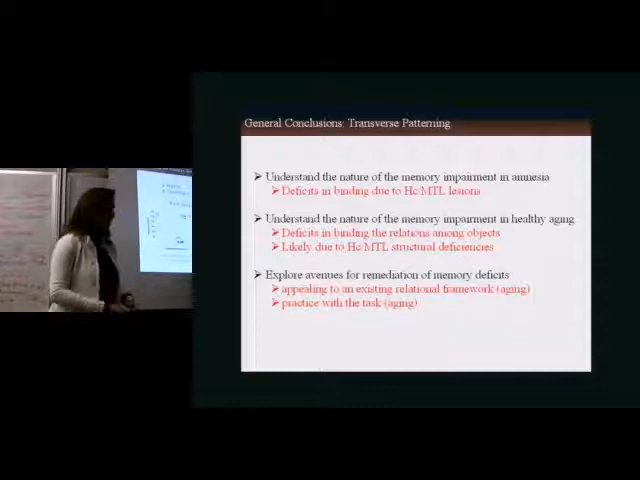 General Conclusions: Transverse Patterning
➤ Understand the nature of the memory impairment in amnesia
➤ Deficits in binding due to Hc/MTL lesions
➤ Understand the nature of the memory impairment in healthy aging
➤ Deficits in binding the relations among objects
➤ Likely due to Hc/MTL structural deficiencies
➤ Explore avenues for remediation of memory deficits
➤ appealing to an existing relational framework (aging)
➤ practice with the task (aging)